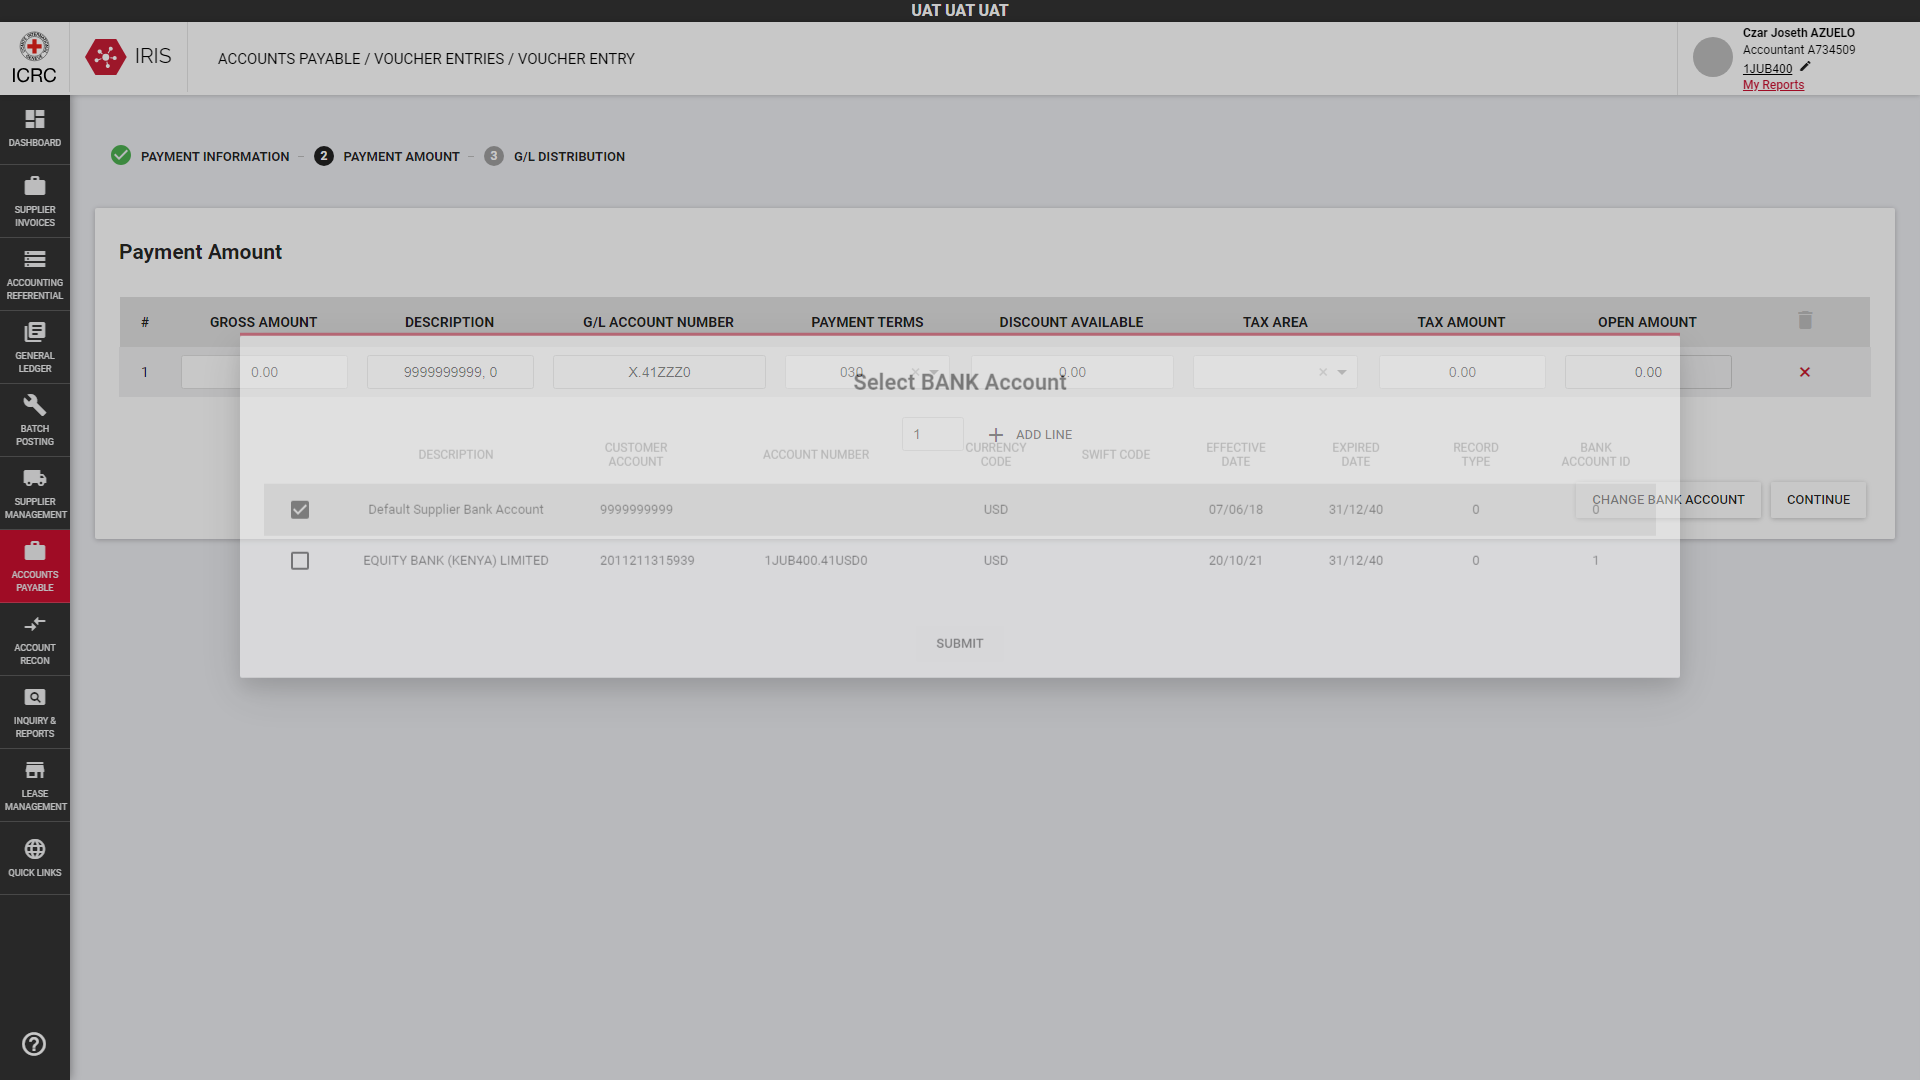 UAT UAT UAT
ICRC
IRIS
ACCOUNTS PAYABLE / VOUCHER ENTRIES / VOUCHER ENTRY
Czar Joseth AZUELO
Accountant A734509
1JUB400
My Reports
DASHBOARD
SUPPLIER
INVOICES
ACCOUNTING
REFERENTIAL
GENERAL
LEDGER
BATCH
POSTING
SUPPLIER
MANAGEMENT
ACCOUNTS
PAYABLE
ACCOUNT
RECON
INQUIRY &
REPORTS
LEASE
MANAGEMENT
QUICK LINKS
PAYMENT INFORMATION – 2 PAYMENT AMOUNT – 3 G/L DISTRIBUTION
Payment Amount
# GROSS AMOUNT DESCRIPTION G/L ACCOUNT NUMBER PAYMENT TERMS DISCOUNT AVAILABLE TAX AREA TAX AMOUNT OPEN AMOUNT
1 0.00 9999999999, 0 X.41ZZZ0 030 0.00 0.00 0.00
1 ADD LINE
CHANGE BANK ACCOUNT CONTINUE
Select BANK Account
DESCRIPTION CUSTOMER ACCOUNT ACCOUNT NUMBER CURRENCY CODE SWIFT CODE EFFECTIVE DATE EXPIRED DATE RECORD TYPE BANK ACCOUNT ID
Default Supplier Bank Account 9999999999 USD 07/06/18 31/12/40 0 0
EQUITY BANK (KENYA) LIMITED 2011211315939 1JUB400.41USD0 USD 20/10/21 31/12/40 0 1
SUBMIT